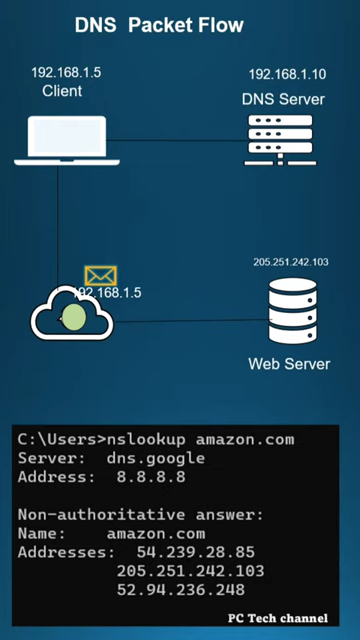 DNS Packet Flow
192.168.1.5
Client
192.168.1.10
DNS Server
192.168.1.5
205.251.242.103
Web Server
C:\Users>nslookup amazon.com
Server: dns.google
Address: 8.8.8.8
Non-authoritative answer:
Name: amazon.com
Addresses: 54.239.28.85
205.251.242.103
52.94.236.248
PC Tech channel